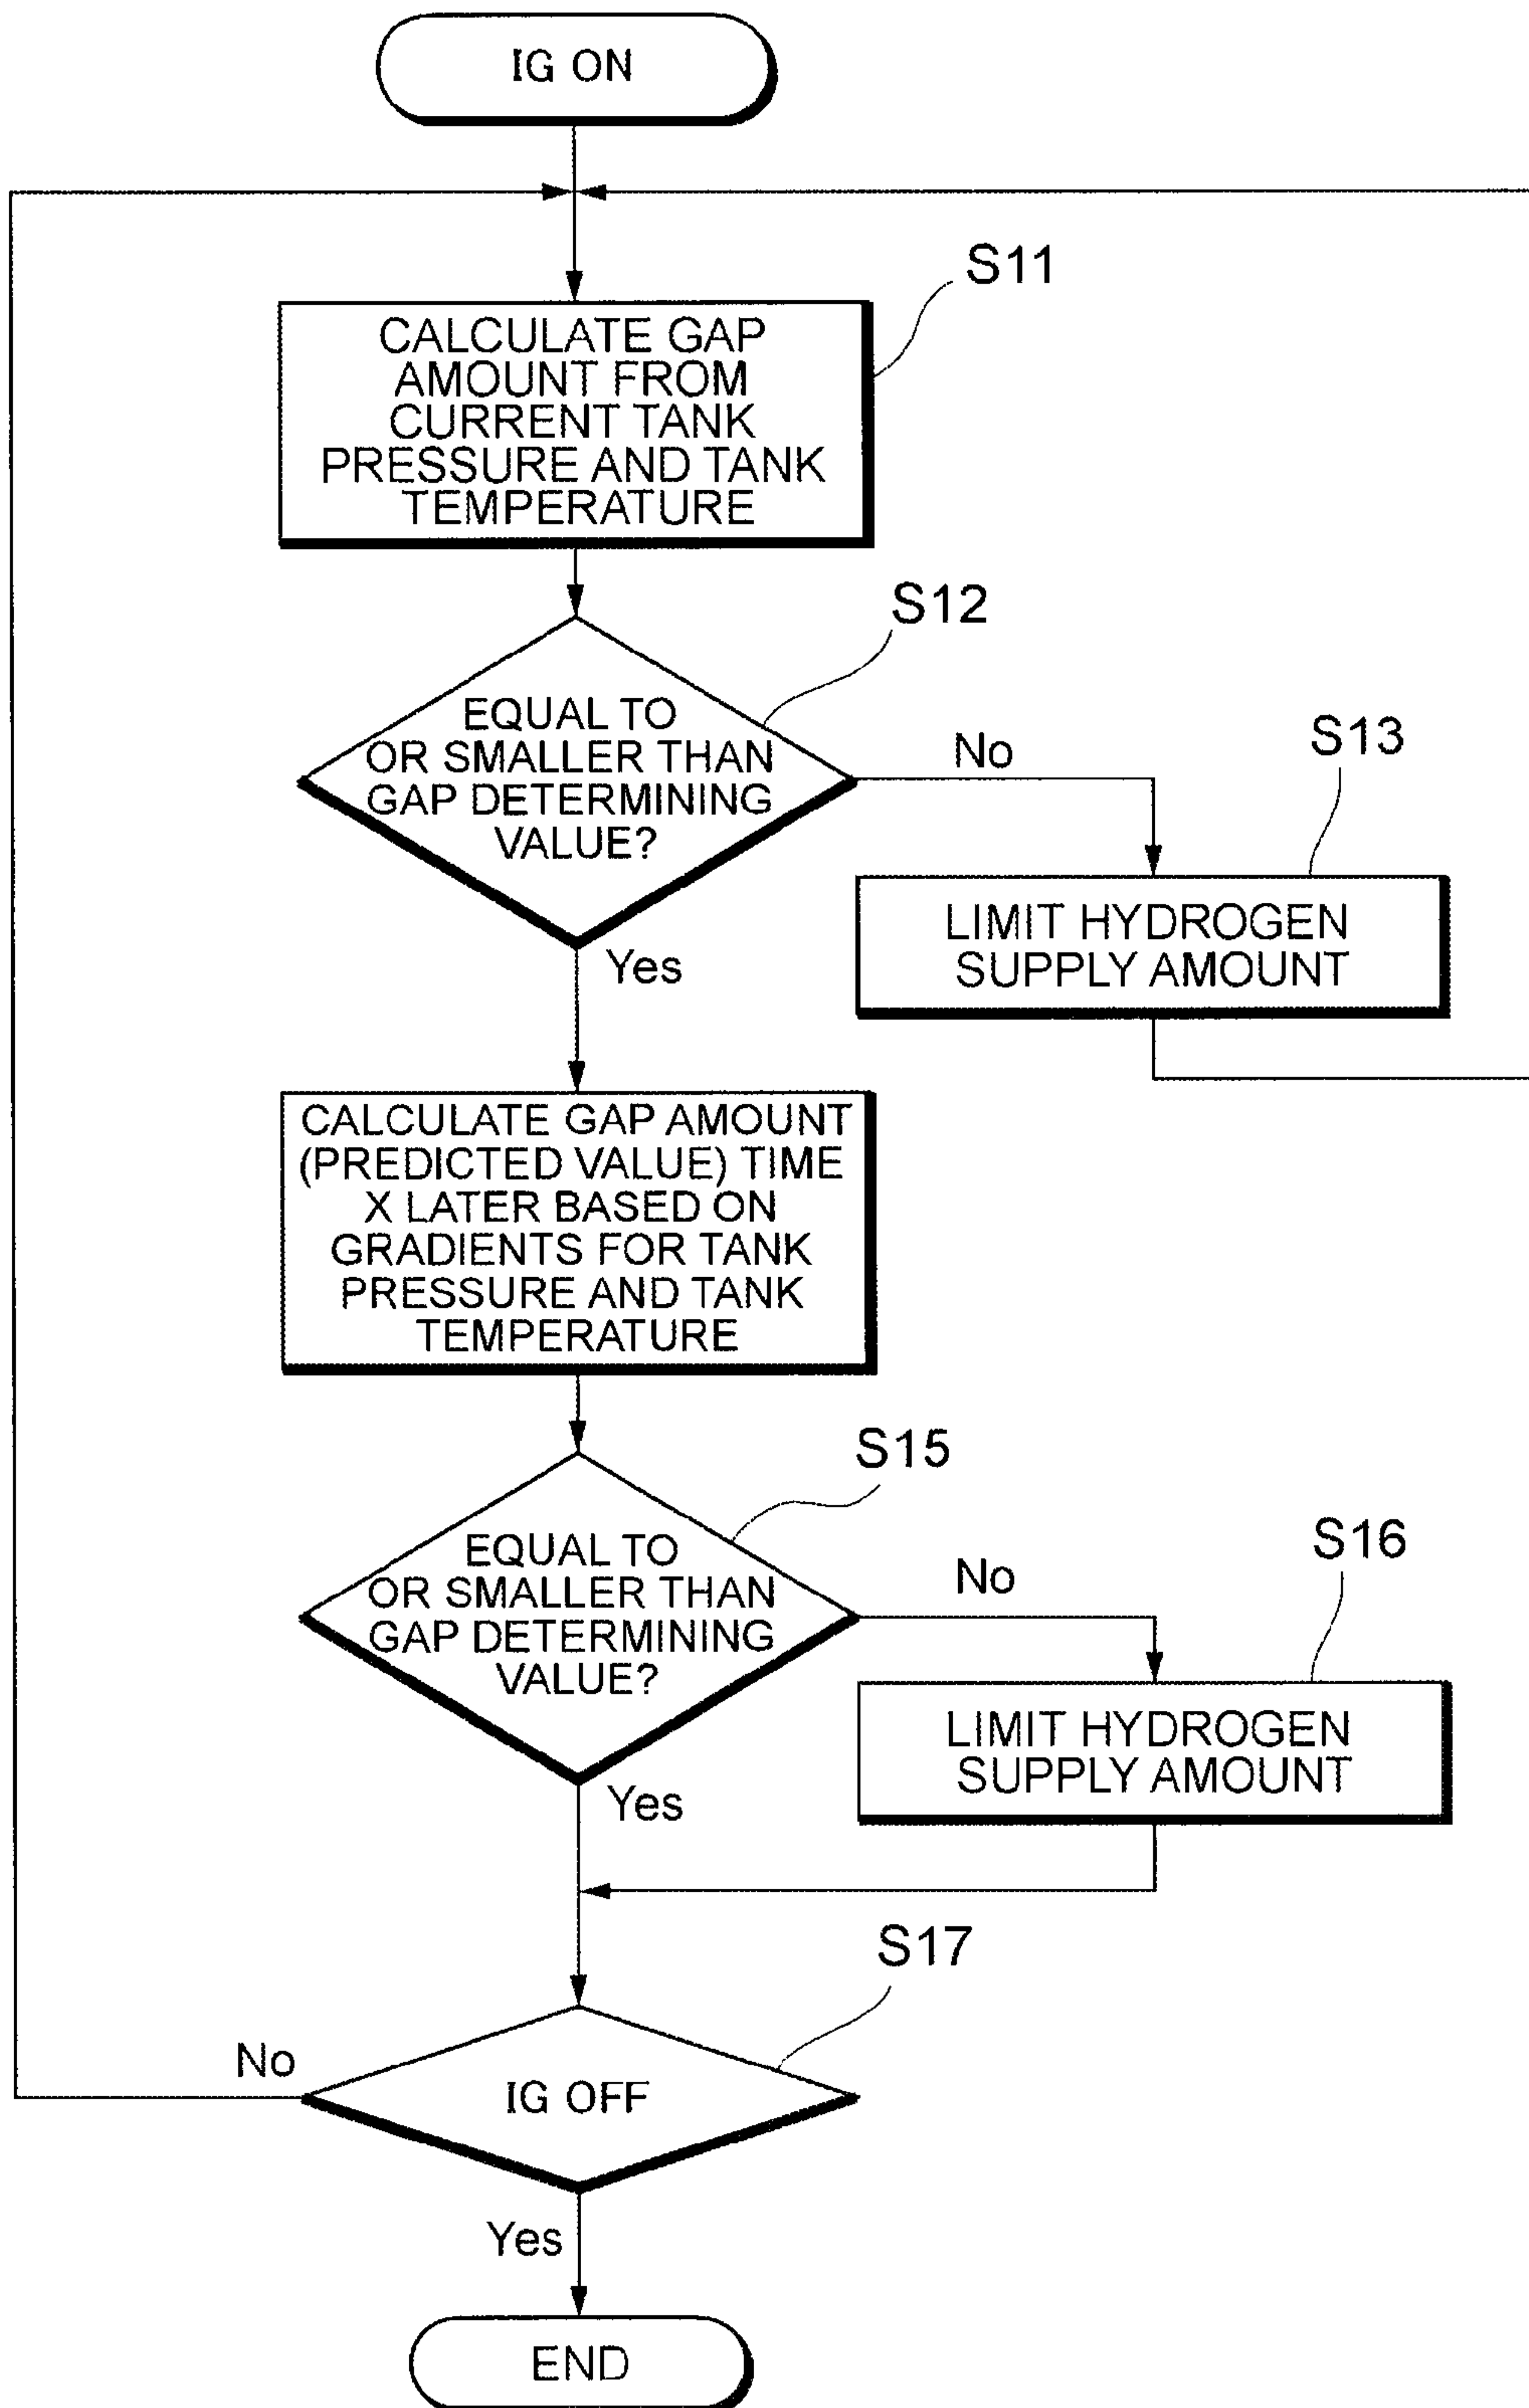 IG ON
S11
CALCULATE GAP
AMOUNT FROM
CURRENT TANK
PRESSURE AND TANK
TEMPERATURE
S12
EQUAL TO
OR SMALLER THAN
GAP DETERMINING
VALUE?
No
S13
LIMIT HYDROGEN
SUPPLY AMOUNT
Yes
CALCULATE GAP AMOUNT
(PREDICTED VALUE) TIME
X LATER BASED ON
GRADIENTS FOR TANK
PRESSURE AND TANK
TEMPERATURE
S15
EQUAL TO
OR SMALLER THAN
GAP DETERMINING
VALUE?
No
S16
LIMIT HYDROGEN
SUPPLY AMOUNT
Yes
S17
No
IG OFF
Yes
END